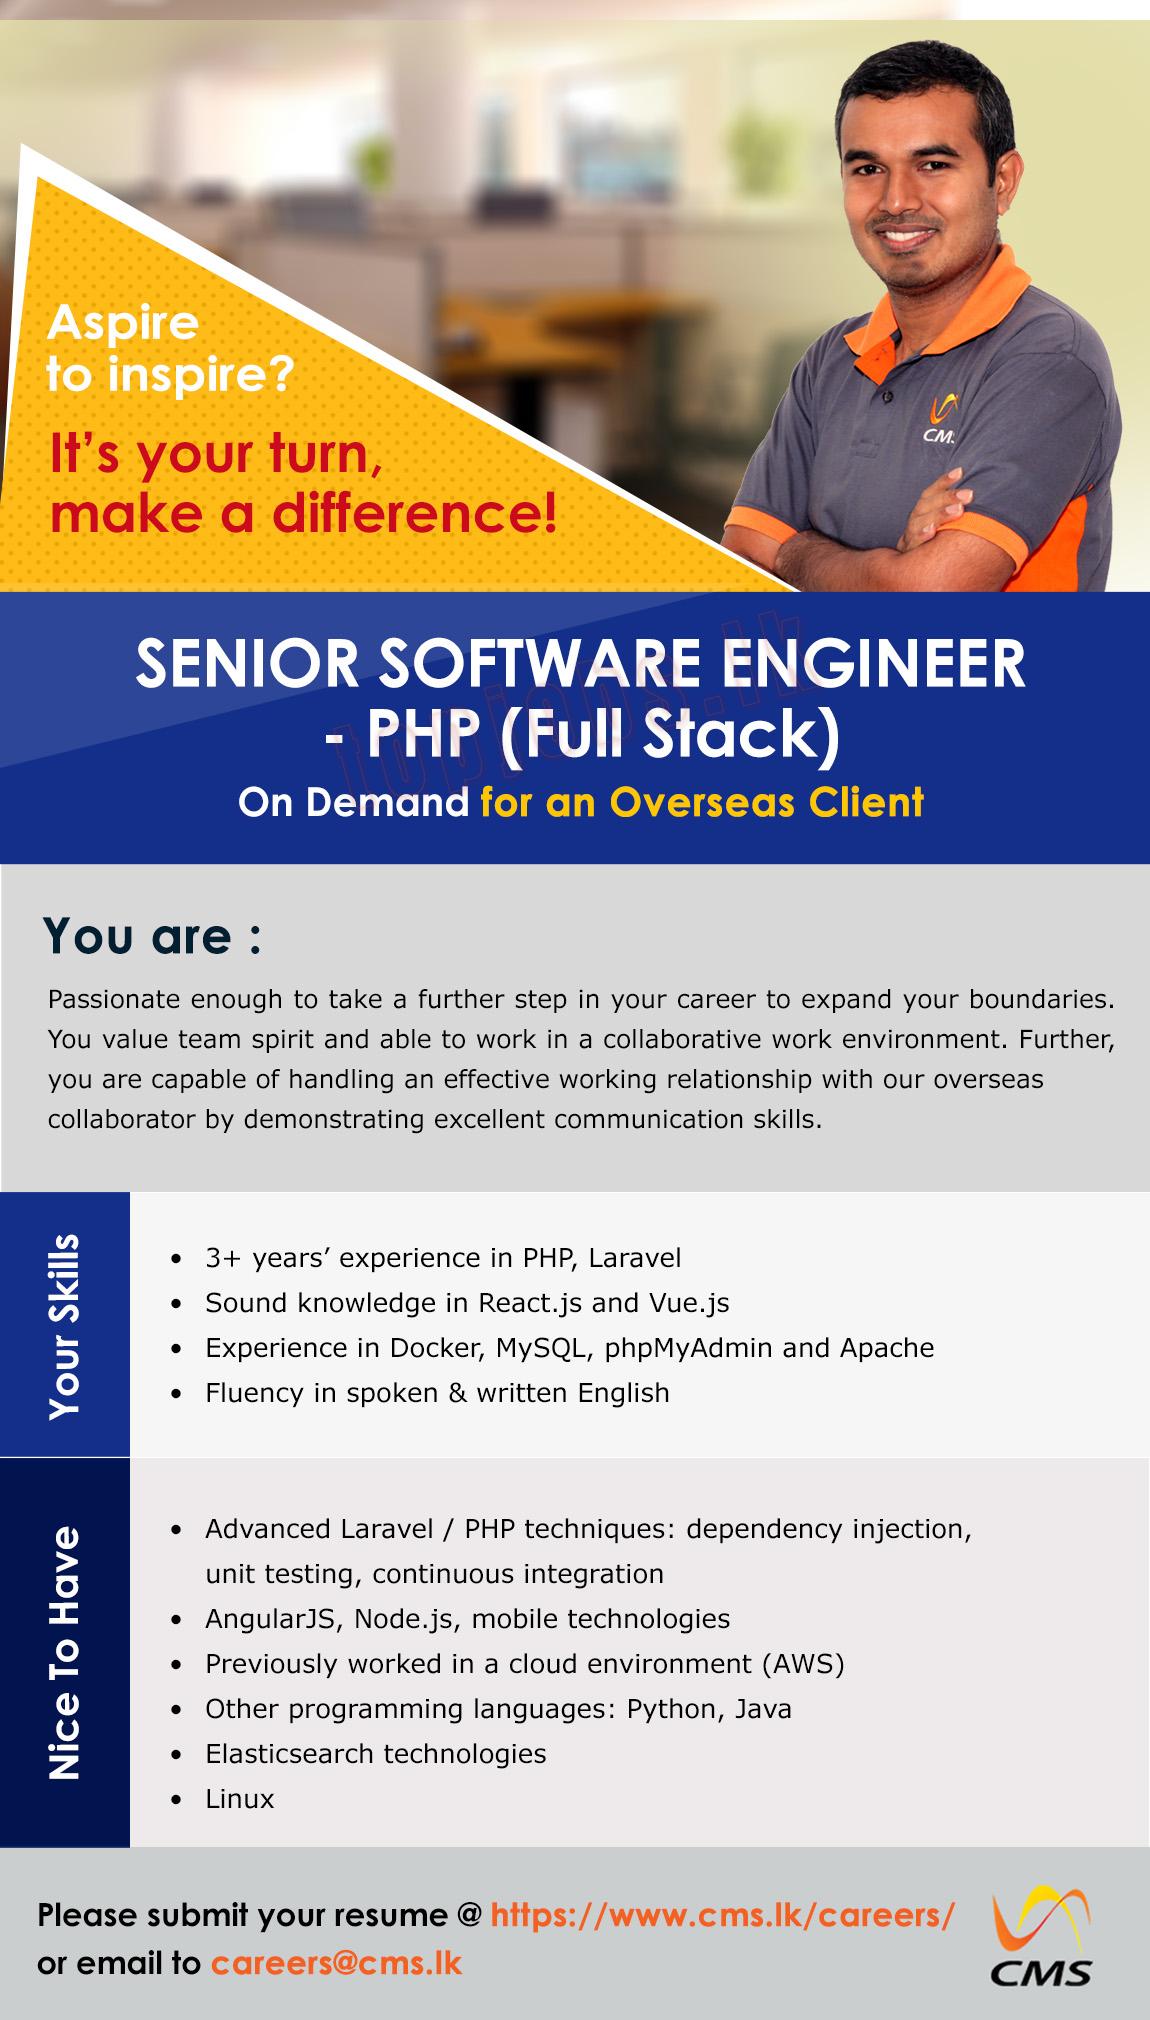 CM
Aspire
to inspire?
It's your turn,
make a difference!
SENIOR SOFTWARE ENGINEER
- PHP (Full Stack)
topjobs.lk
On Demand for an Overseas Client
You are :
Passionate enough to take a further step in your career to expand your boundaries.
You value team spirit and able to work in a collaborative work environment. Further,
you are capable of handling an effective working relationship with our overseas
collaborator by demonstrating excellent communication skills.
Your Skills
• 3+ years’ experience in PHP, Laravel
• Sound knowledge in React.js and Vue.js
• Experience in Docker, MySQL, phpMyAdmin and Apache
• Fluency in spoken & written English
Nice To Have
• Advanced Laravel / PHP techniques: dependency injection,
unit testing, continuous integration
• AngularJS, Node.js, mobile technologies
• Previously worked in a cloud environment (AWS)
• Other programming languages: Python, Java
• Elasticsearch technologies
• Linux
Please submit your resume @ https://www.cms.lk/careers/
or email to careers@cms.lk
CMS